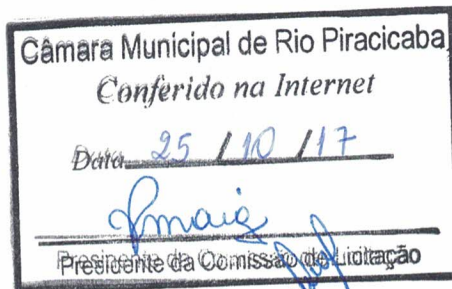 Câmara Municipal de Rio Piracicaba
Conferido na Internet
Data 25 / 10 / 17
Presidente da Comissão de Licitação